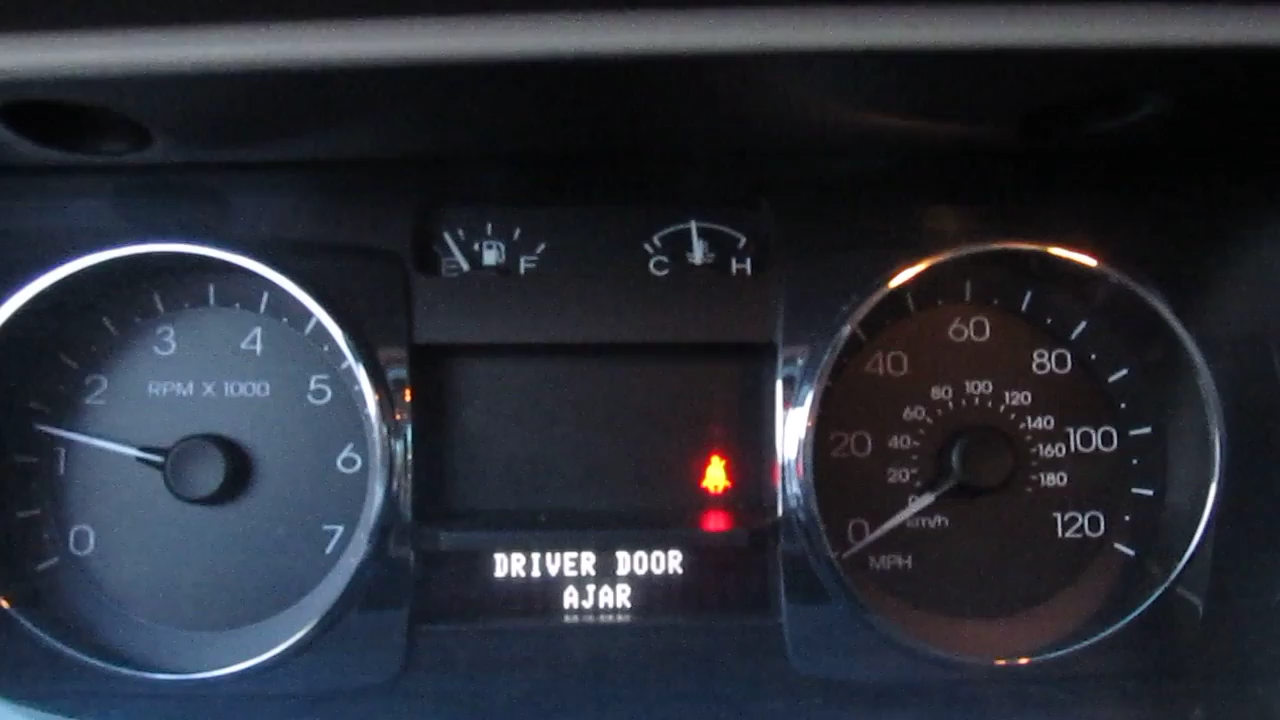 E F
C H
0 1 2 3 4 5 6 7
RPM X 1000
DRIVER DOOR
AJAR
0 20 40 60 80 100 120
MPH
20 40 60 80 100 120 140 160 180
km/h